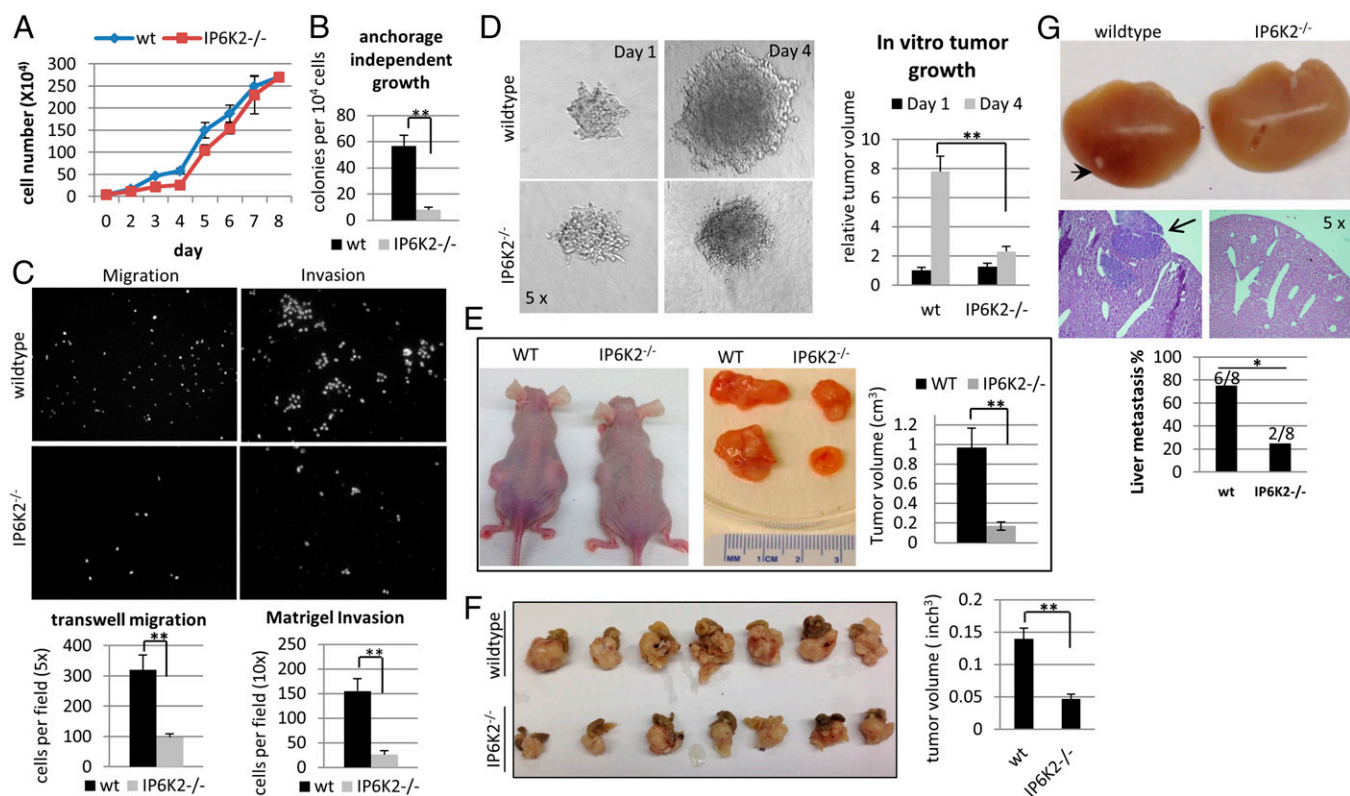 A
wt
IP6K2-/-
cell number (X10⁴)
300
250
200
150
100
50
0
0 1 2 3 4 5 6 7 8
day
B
anchorage
independent
growth
colonies per 10⁴ cells
80
60
40
20
0
**
wt
IP6K2-/-
C
Migration
Invasion
wildtype
IP6K2-/-
transwell migration
cells per field (5x)
400
300
200
100
0
**
wt
IP6K2-/-
Matrigel Invasion
cells per field (10x)
250
200
150
100
50
0
**
wt
IP6K2-/-
D
Day 1
Day 4
wildtype
IP6K2-/-
5 x
In vitro tumor
growth
Day 1
Day 4
relative tumor volume
10
8
6
4
2
0
**
wt
IP6K2-/-
E
WT
IP6K2-/-
WT
IP6K2-/-
MM 1 CM 2 3
WT
IP6K2-/-
Tumor volume (cm³)
1.2
1
0.8
0.6
0.4
0.2
0
**
F
wildtype
IP6K2-/-
tumor volume ( inch³)
0.2
0.15
0.1
0.05
0
**
wt
IP6K2-/-
G
wildtype
IP6K2-/-
5 x
Liver metastasis %
100
80
60
40
20
0
6/8
*
2/8
wt
IP6K2-/-